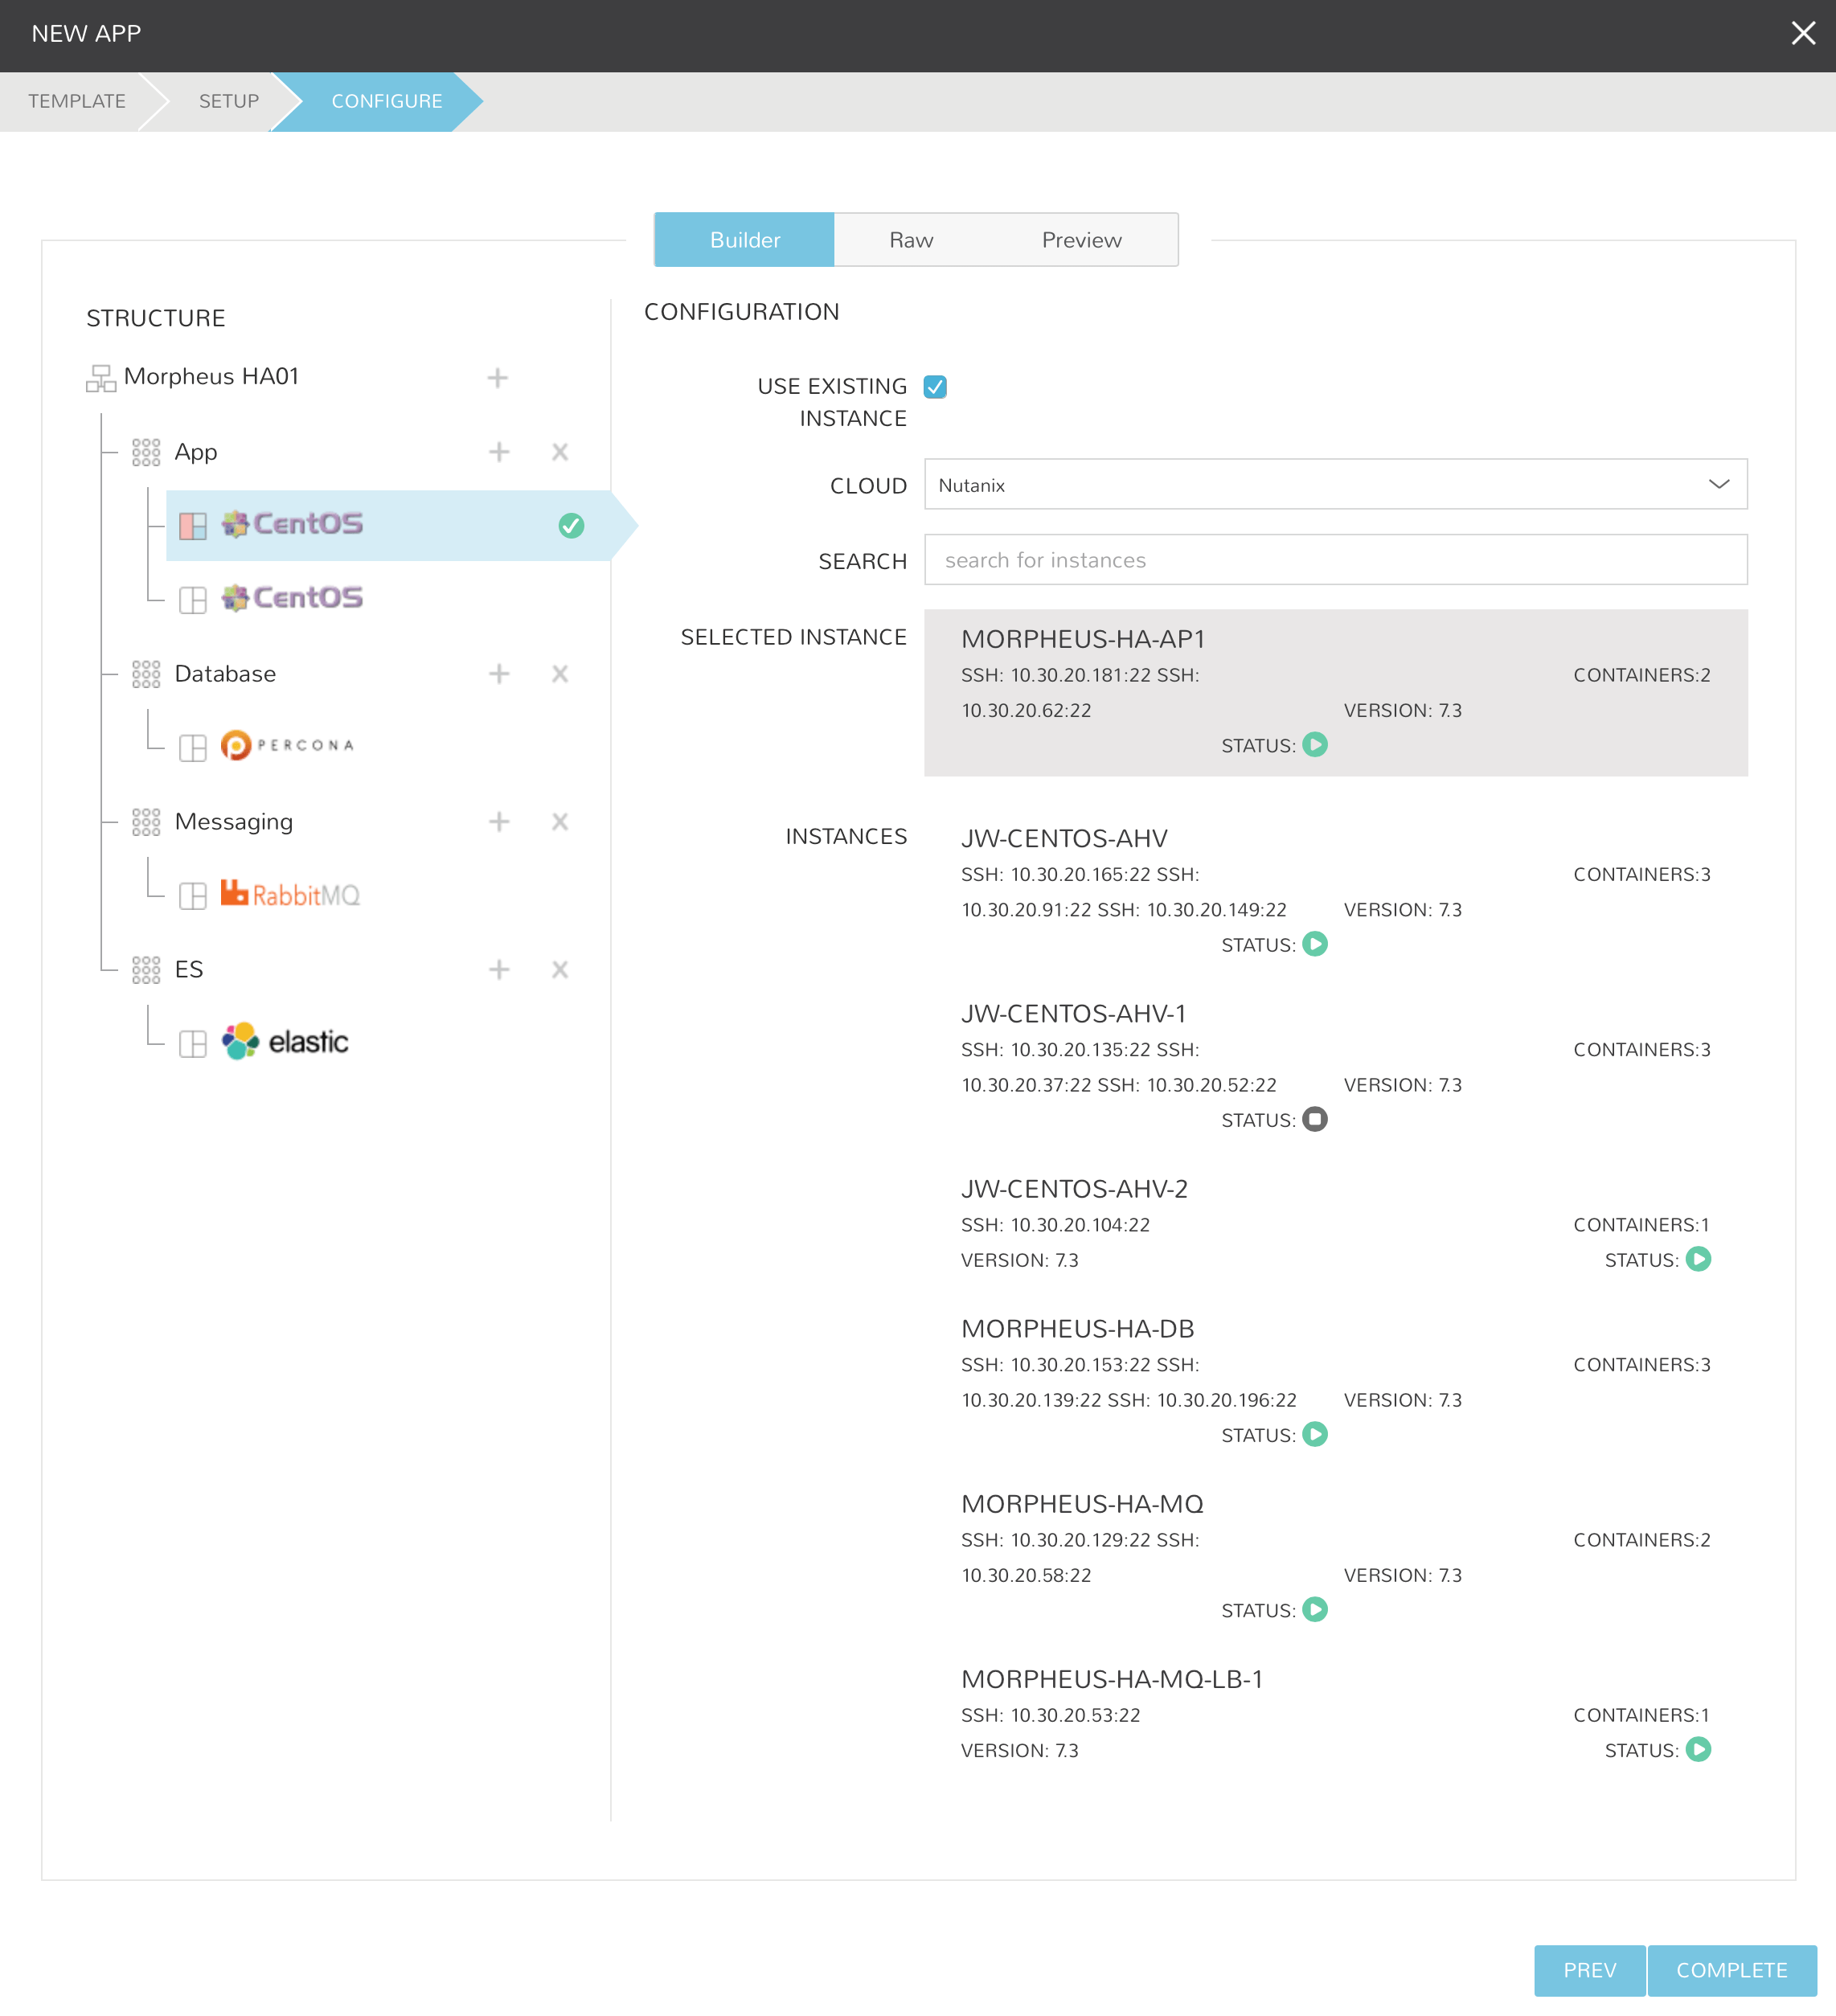 NEW APP
TEMPLATE
SETUP
CONFIGURE
Builder
Raw
Preview
STRUCTURE
Morpheus HA01
App
CentOS
CentOS
Database
PERCONA
Messaging
RabbitMQ
ES
elastic
CONFIGURATION
USE EXISTING
INSTANCE
CLOUD
Nutanix
SEARCH
search for instances
SELECTED INSTANCE
MORPHEUS-HA-AP1
SSH: 10.30.20.181:22 SSH:
CONTAINERS:2
10.30.20.62:22
VERSION: 7.3
STATUS:
INSTANCES
JW-CENTOS-AHV
SSH: 10.30.20.165:22 SSH:
CONTAINERS:3
10.30.20.91:22 SSH: 10.30.20.149:22
VERSION: 7.3
STATUS:
JW-CENTOS-AHV-1
SSH: 10.30.20.135:22 SSH:
CONTAINERS:3
10.30.20.37:22 SSH: 10.30.20.52:22
VERSION: 7.3
STATUS:
JW-CENTOS-AHV-2
SSH: 10.30.20.104:22
CONTAINERS:1
VERSION: 7.3
STATUS:
MORPHEUS-HA-DB
SSH: 10.30.20.153:22 SSH:
CONTAINERS:3
10.30.20.139:22 SSH: 10.30.20.196:22
VERSION: 7.3
STATUS:
MORPHEUS-HA-MQ
SSH: 10.30.20.129:22 SSH:
CONTAINERS:2
10.30.20.58:22
VERSION: 7.3
STATUS:
MORPHEUS-HA-MQ-LB-1
SSH: 10.30.20.53:22
CONTAINERS:1
VERSION: 7.3
STATUS:
PREV
COMPLETE